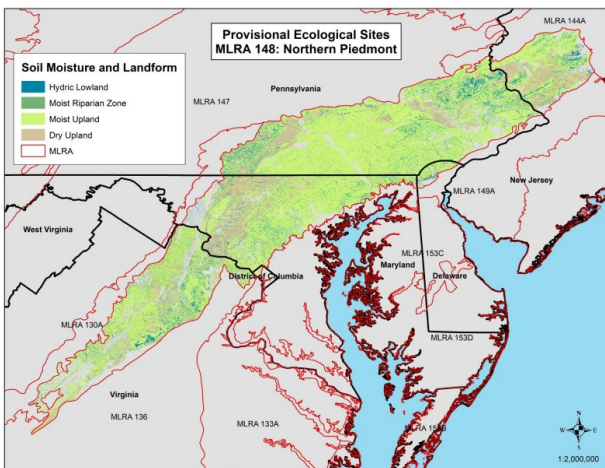 Provisional Ecological Sites
MLRA 148: Northern Piedmont
MLRA 144A
Soil Moisture and Landform
Hydric Lowland
Moist Riparian Zone
Moist Upland
Dry Upland
MLRA
MLRA 147
Pennsylvania
New Jersey
MLRA 149A
West Virginia
MLRA 153C
District of Columbia
Maryland
Delaware
MLRA 130A
MLRA 153D
Virginia
MLRA 136
MLRA 133A
N
W
E
S
1:2,000,000